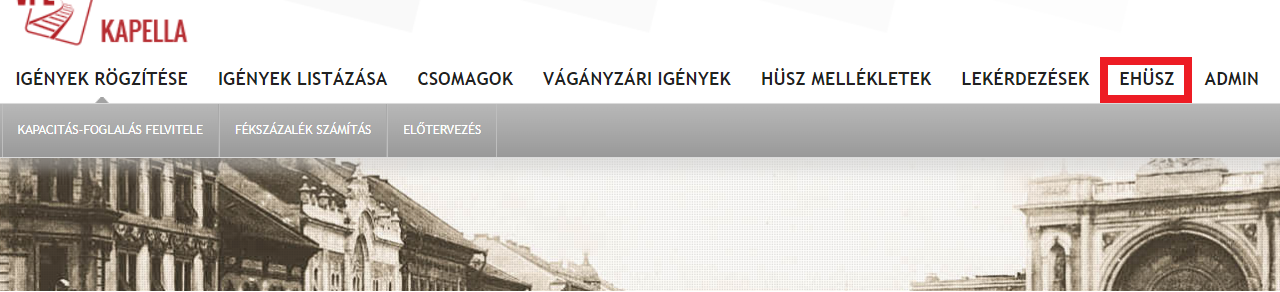 KAPELLA
IGÉNYEK RÖGZÍTÉSE IGÉNYEK LISTÁZÁSA CSOMAGOK VÁGÁNYZÁRI IGÉNYEK HÜSZ MELLÉKLETEK LEKÉRDEZÉSEK EHÜSZ ADMIN
KAPACITÁS-FOGLALÁS FELVITELE FÉKSZÁZALÉK SZÁMÍTÁS ELŐTERVEZÉS